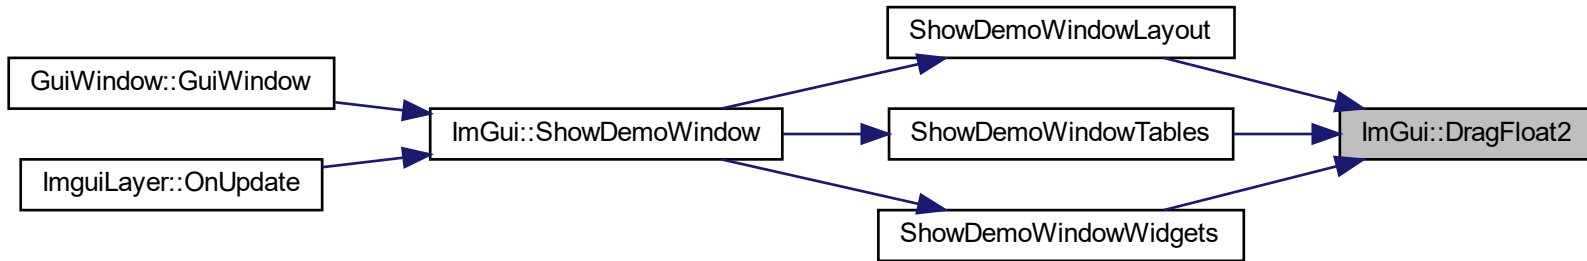 ShowDemoWindowLayout
GuiWindow::GuiWindow
ImGui::ShowDemoWindow
ShowDemoWindowTables
ImGui::DragFloat2
ImguiLayer::OnUpdate
ShowDemoWindowWidgets